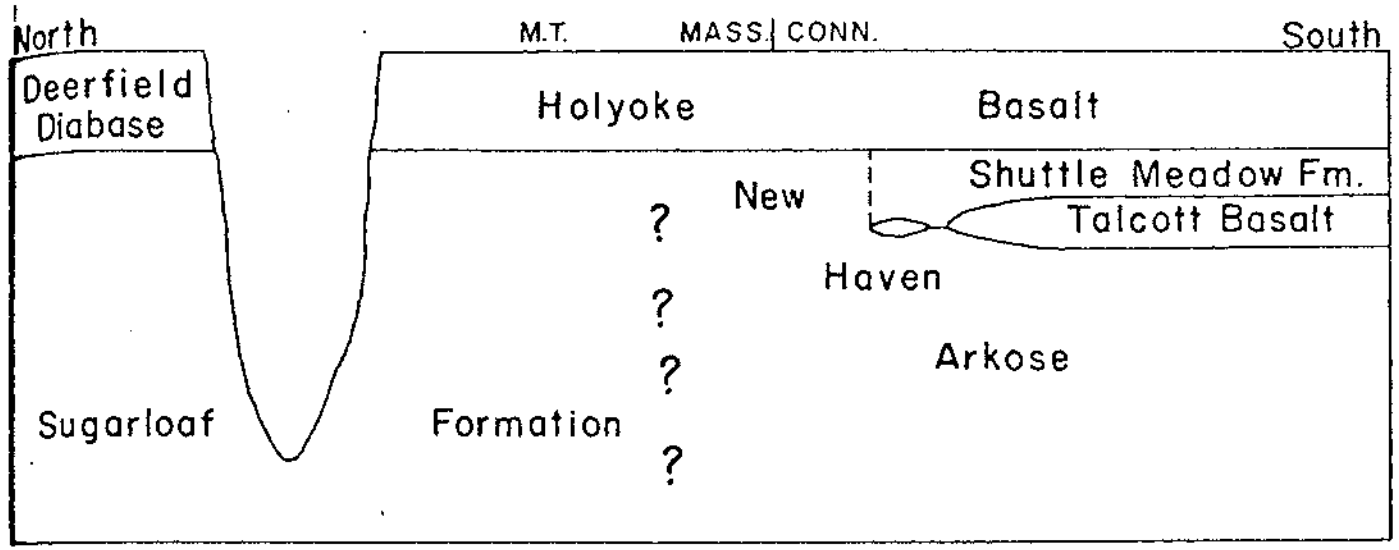 North M.T. MASS. CONN. South
Deerfield
Diabase
Holyoke Basalt
Shuttle Meadow Fm.
New
?
Talcott Basalt
Haven
?
Arkose
?
Sugarloaf Formation
?